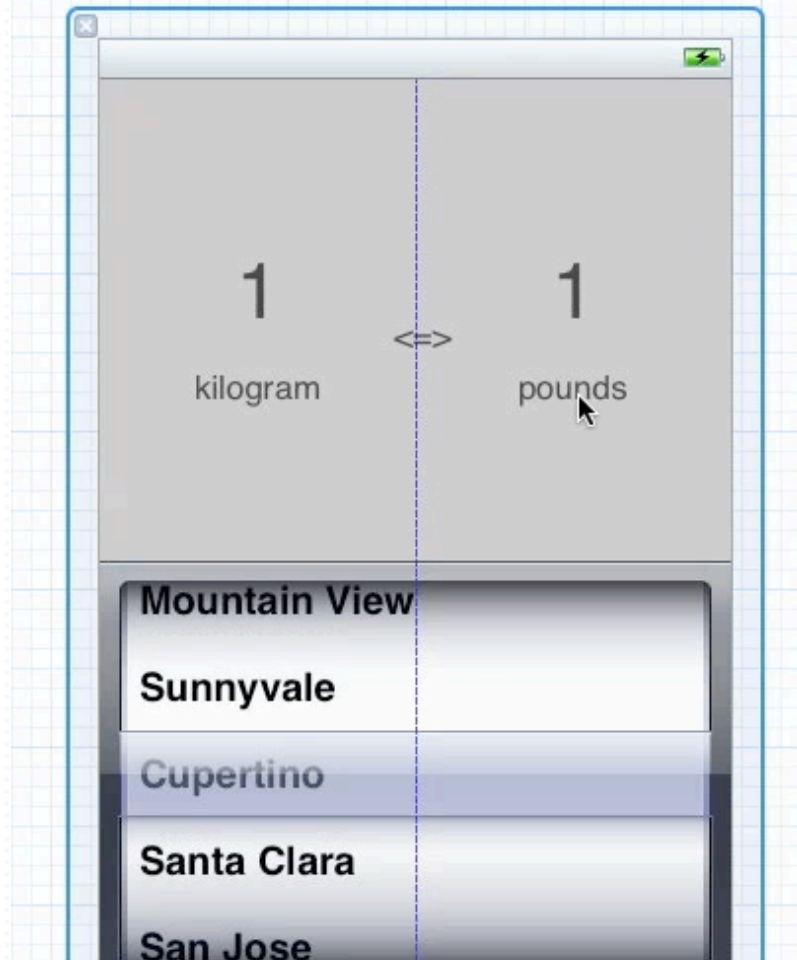 1 1
<=>
kilogram pounds
Mountain View
Sunnyvale
Cupertino
Santa Clara
San Jose